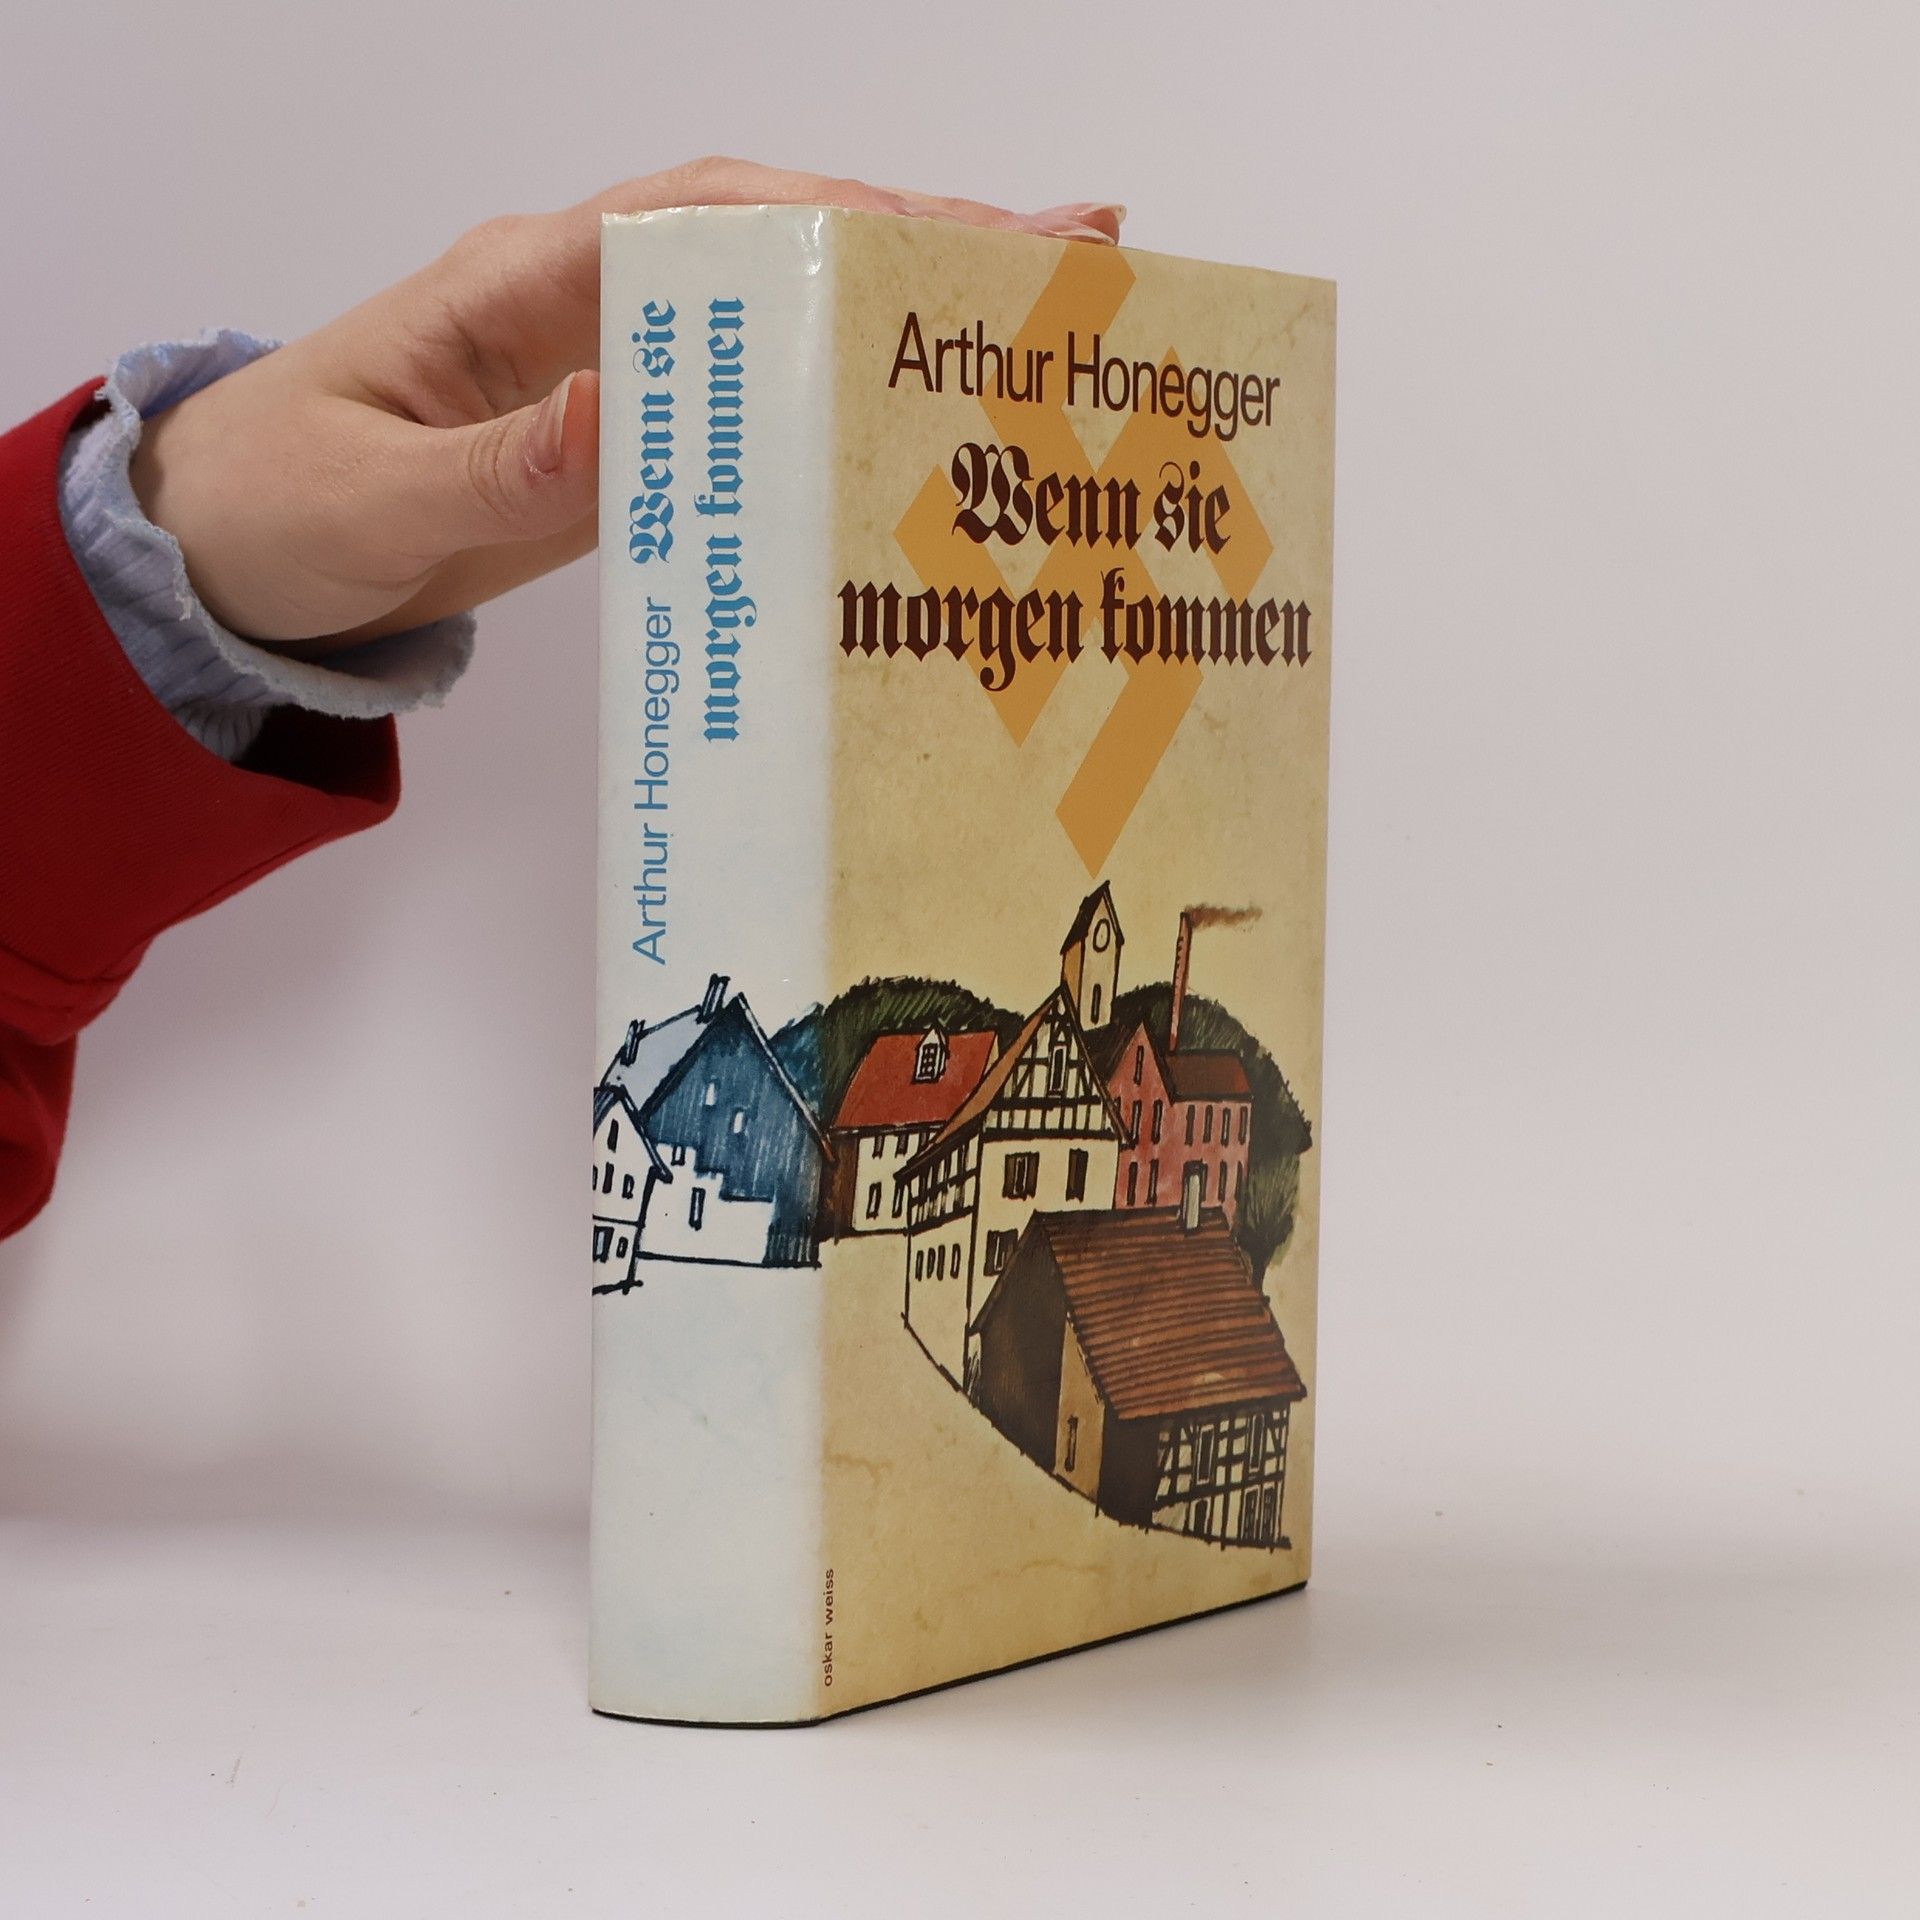 Arthur Honegger Wenn sie
morgen kommen
Arthur Honegger
Wenn sie
morgen kommen
oskar weiss